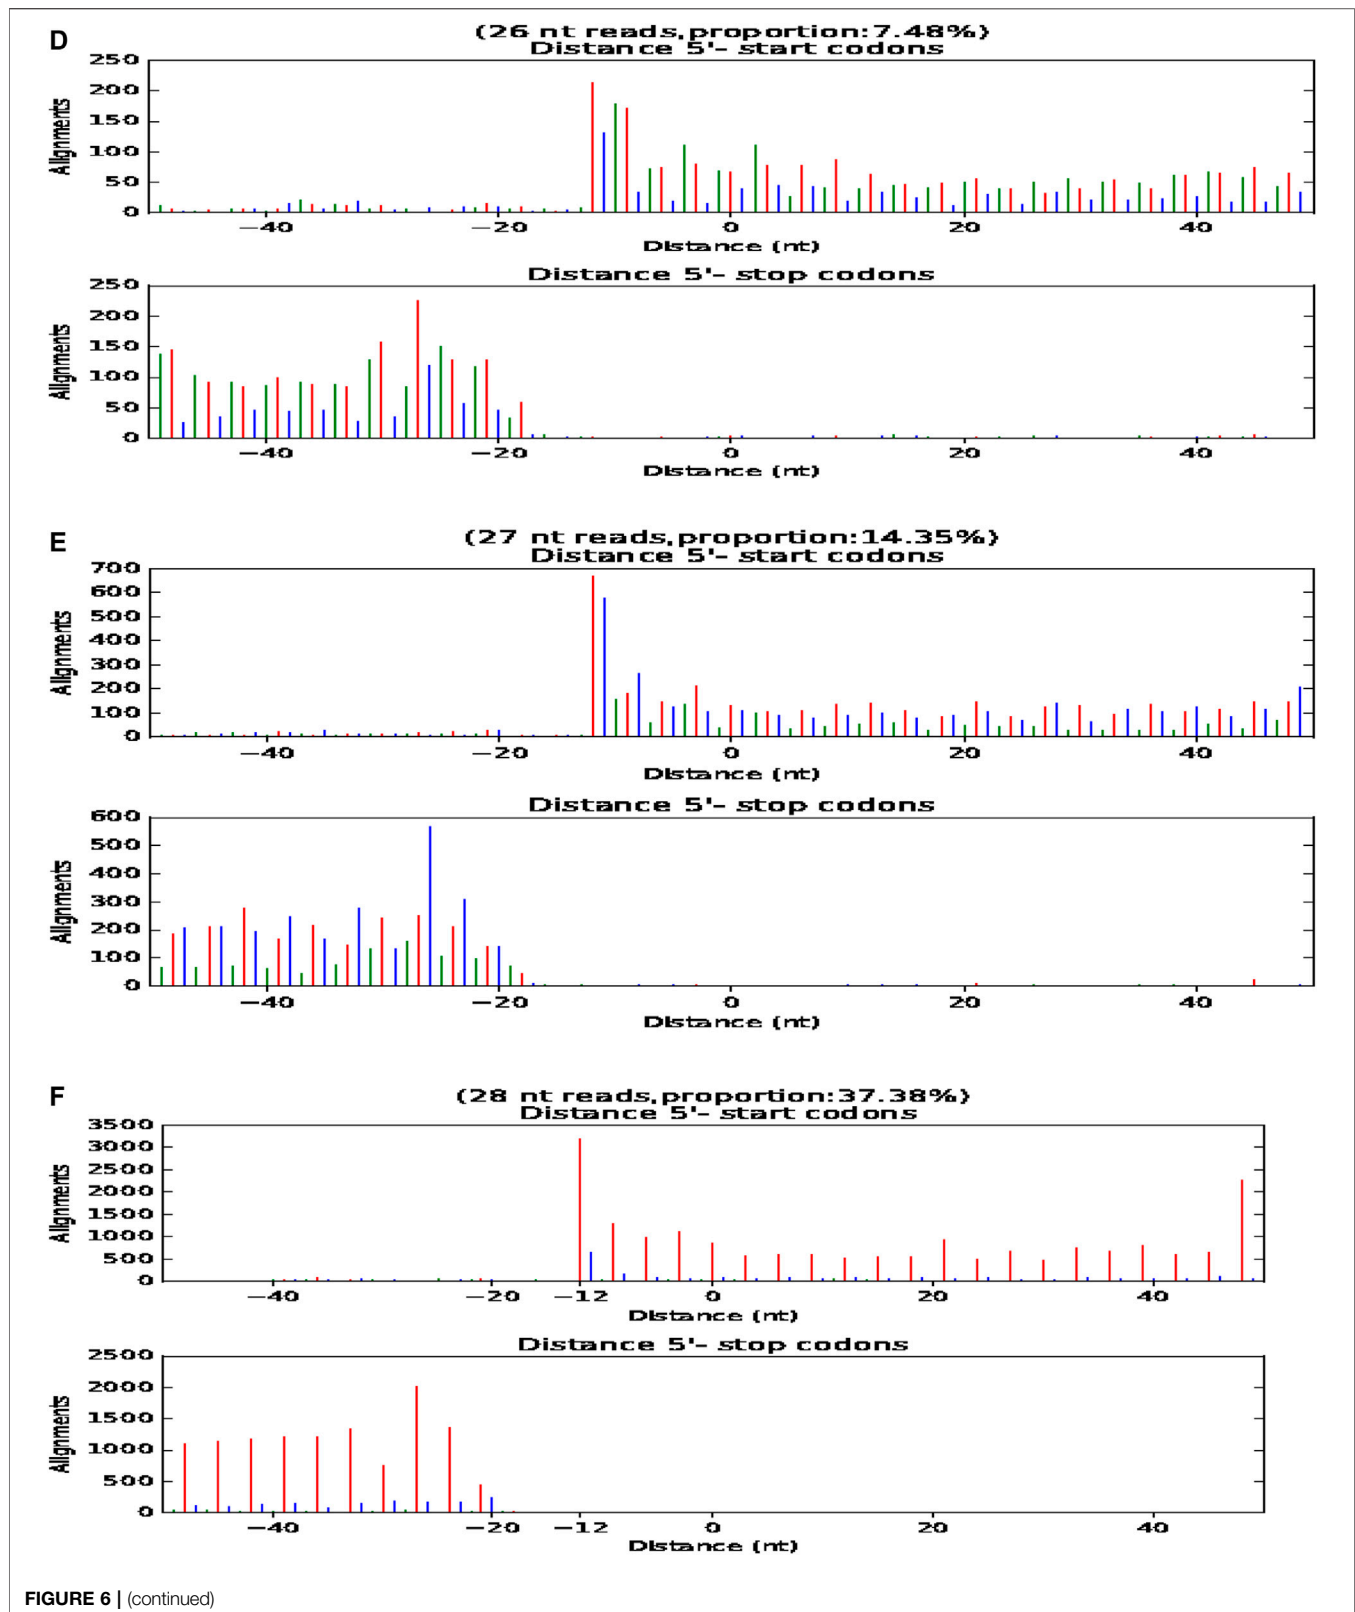 D
(26 nt reads,proportion:7.48%)
Distance 5'- start codons
250
200
150
100
50
0
Alignments
−40 −20 0 20 40
Distance (nt)
Distance 5'- stop codons
250
200
150
100
50
0
Alignments
−40 −20 0 20 40
Distance (nt)
E
(27 nt reads,proportion:14.35%)
Distance 5'- start codons
700
600
500
400
300
200
100
0
Alignments
−40 −20 0 20 40
Distance (nt)
Distance 5'- stop codons
600
500
400
300
200
100
0
Alignments
−40 −20 0 20 40
Distance (nt)
F
(28 nt reads,proportion:37.38%)
Distance 5'- start codons
3500
3000
2500
2000
1500
1000
500
0
Alignments
−40 −20 −12 0 20 40
Distance (nt)
Distance 5'- stop codons
2500
2000
1500
1000
500
0
Alignments
−40 −20 −12 0 20 40
Distance (nt)
FIGURE 6 | (continued)